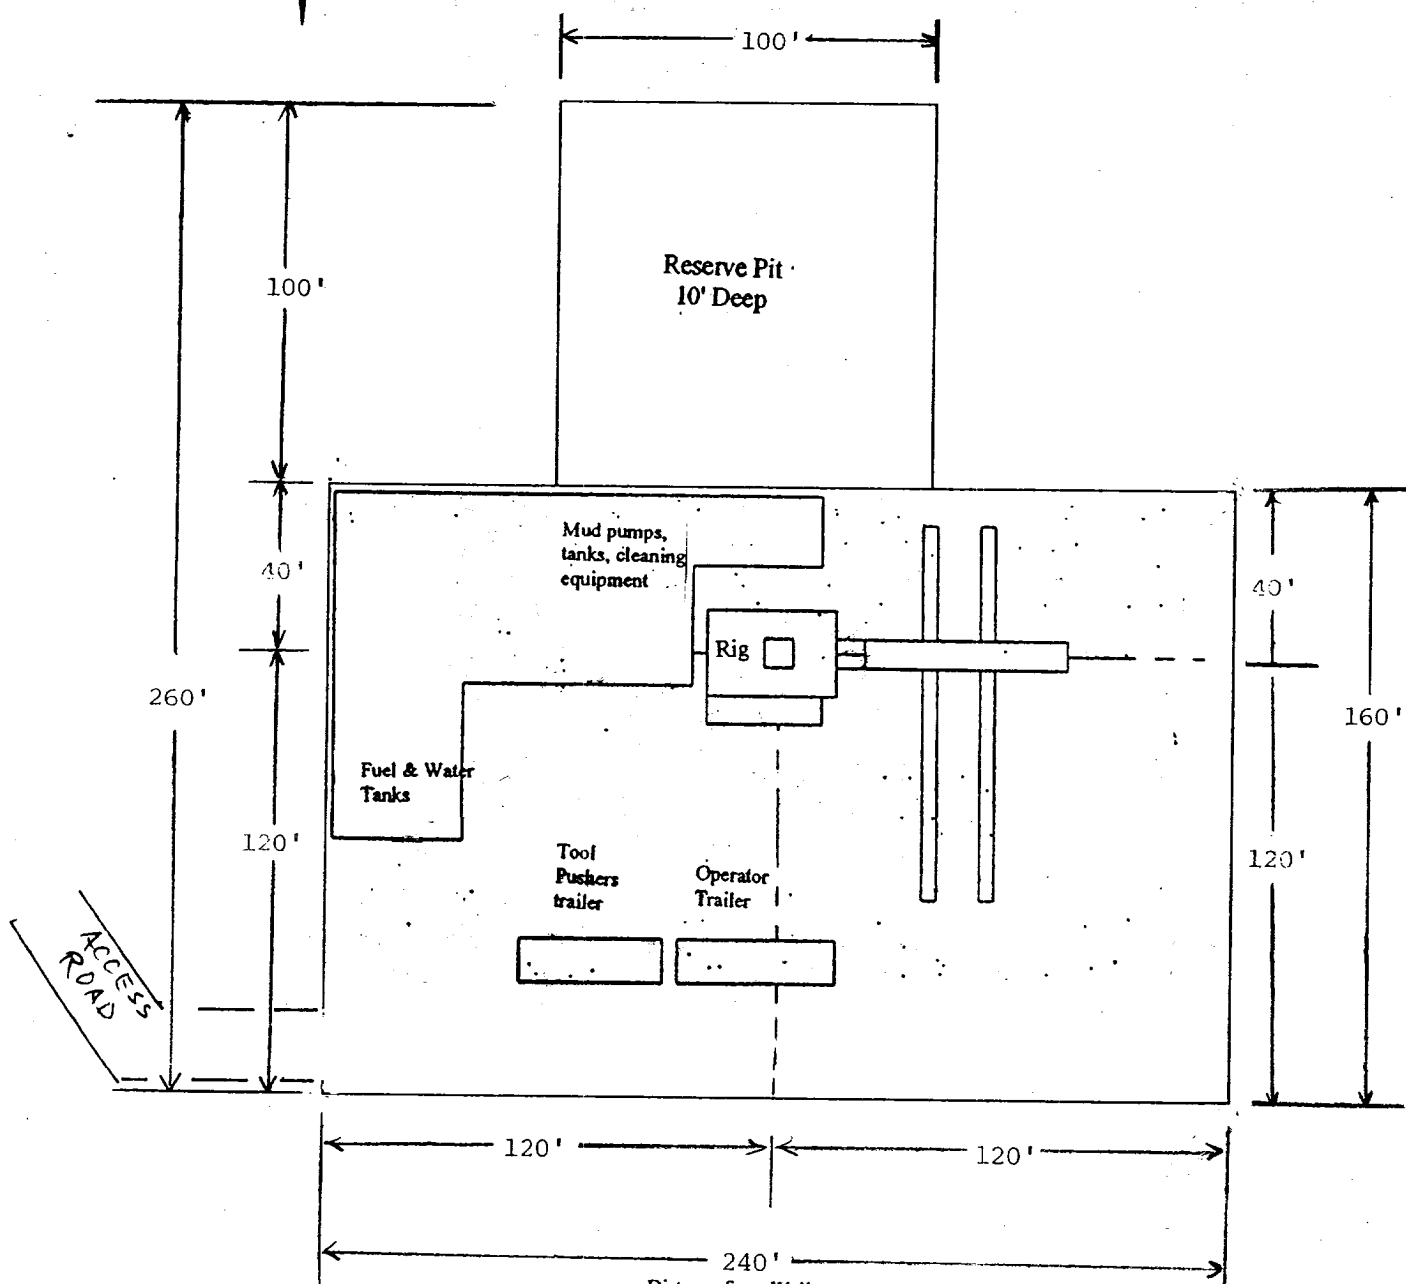 100'
Reserve Pit
10' Deep
100'
Mud pumps,
tanks, cleaning
equipment
40'
40'
Rig
260'
160'
Fuel & Water
Tanks
120'
Tool
Pushers
trailer
Operator
Trailer
120'
ACCESS
ROAD
120'
120'
240'